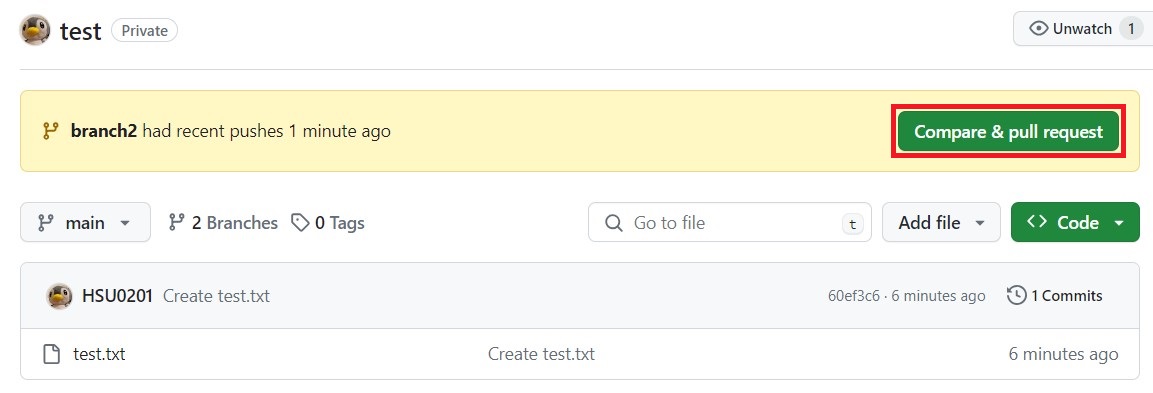 test Private Unwatch 1
branch2 had recent pushes 1 minute ago Compare & pull request
main 2 Branches 0 Tags Go to file t Add file <> Code
HSU0201 Create test.txt 60ef3c6 · 6 minutes ago 1 Commits
test.txt Create test.txt 6 minutes ago